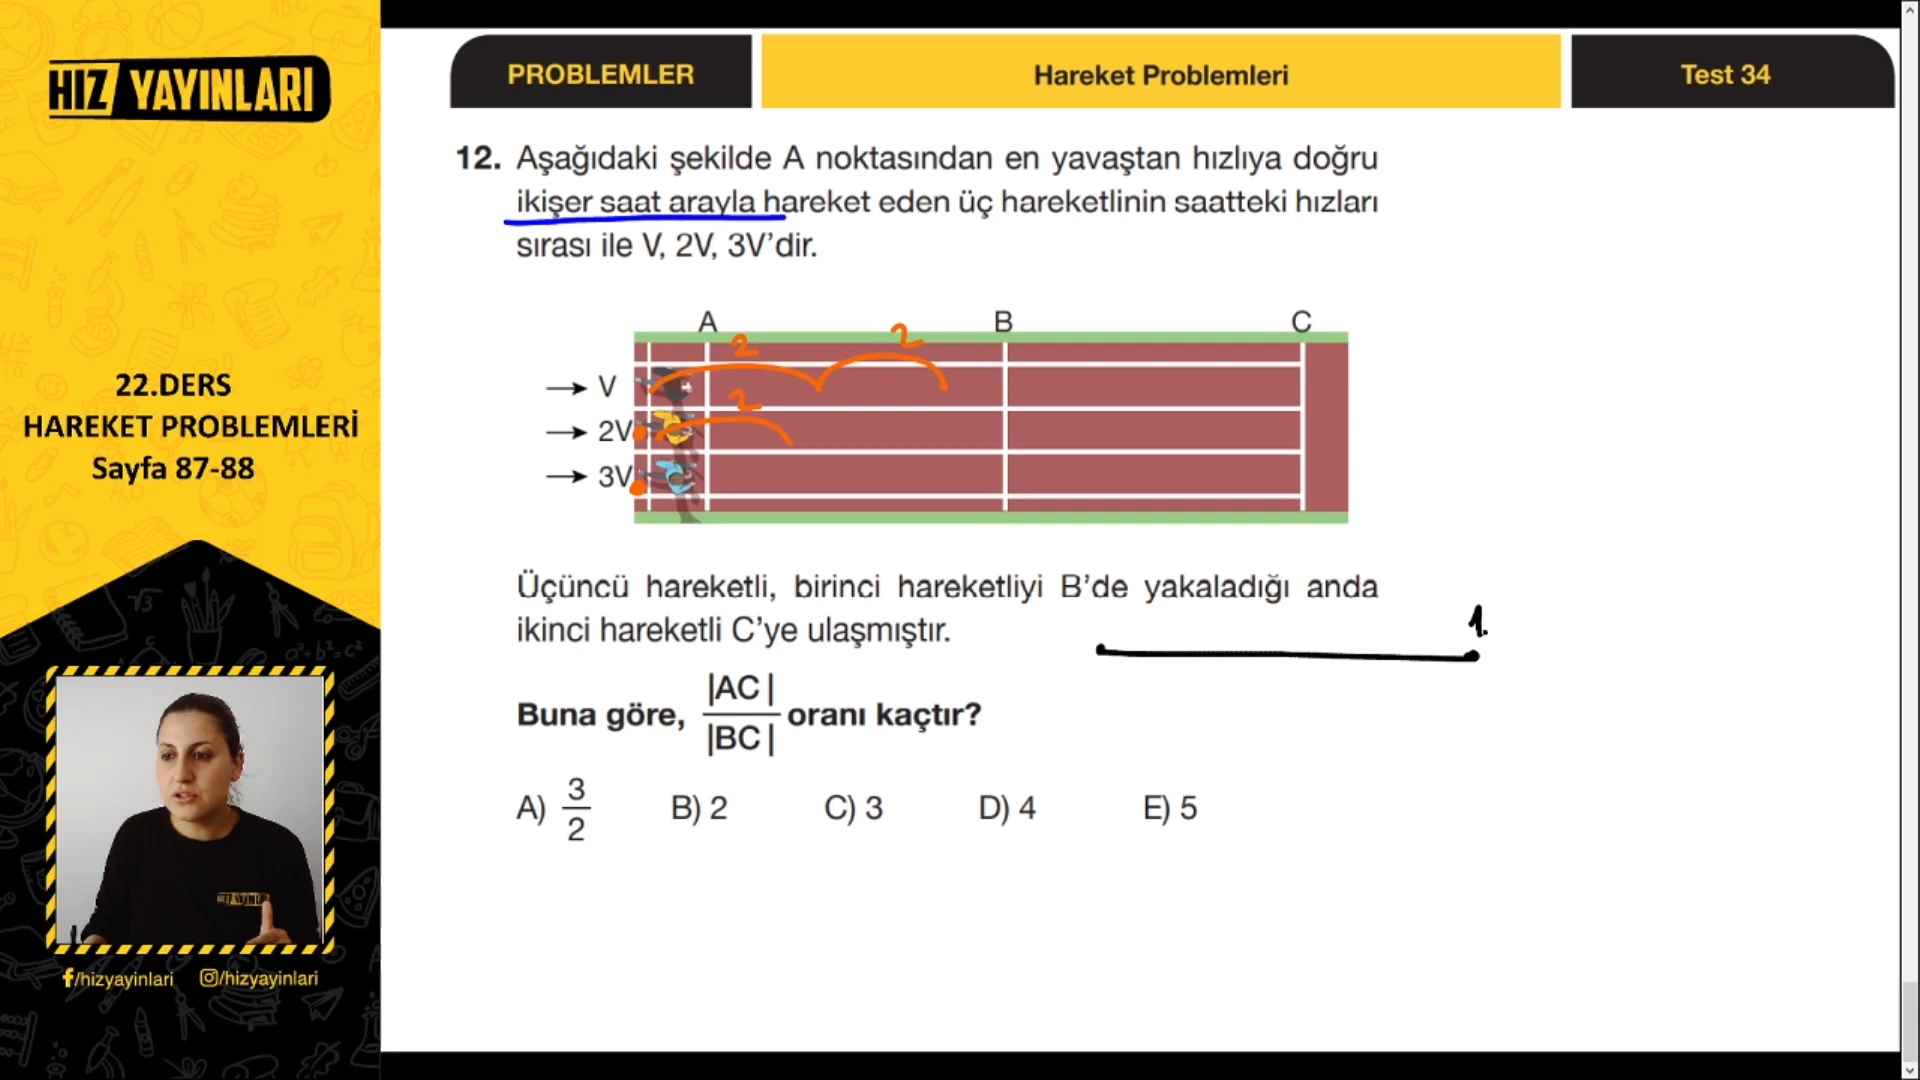 HIZ YAYINLARI
PROBLEMLER
Hareket Problemleri
Test 34
12. Aşağıdaki şekilde A noktasından en yavaştan hızlıya doğru
ikişer saat arayla hareket eden üç hareketlinin saatteki hızları
sırası ile V, 2V, 3V'dir.
A B C
2 2
→ V
2
→ 2V
→ 3V
22.DERS
HAREKET PROBLEMLERİ
Sayfa 87-88
Üçüncü hareketli, birinci hareketliyi B'de yakaladığı anda
ikinci hareketli C'ye ulaşmıştır.
1.
Buna göre, |AC| / |BC| oranı kaçtır?
A) 3/2 B) 2 C) 3 D) 4 E) 5
f/hizyayinlari /hizyayinlari